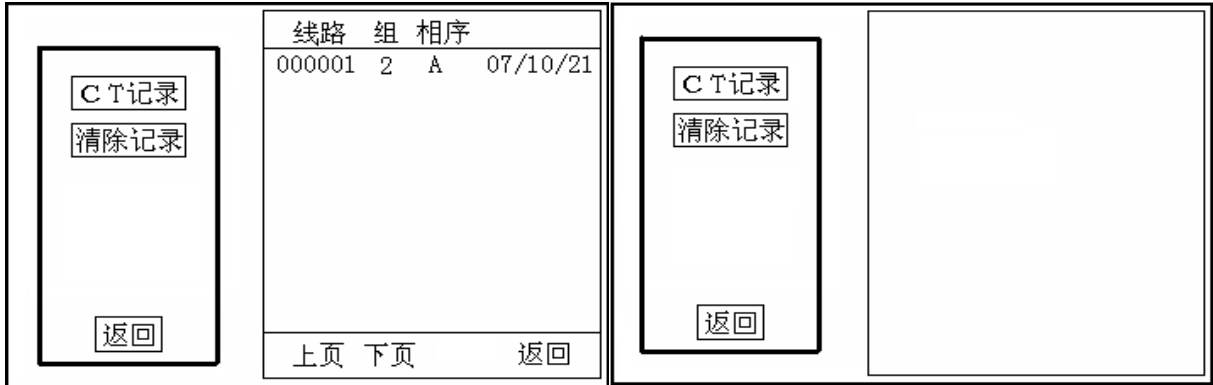 CT记录
清除记录
返回
线路 组 相序
000001 2 A 07/10/21
上页 下页 返回
CT记录
清除记录
返回